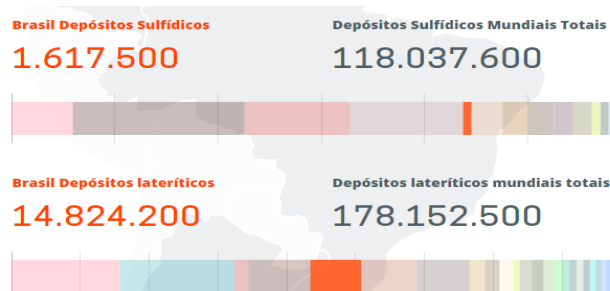 Brasil Depósitos Sulfídicos
Depósitos Sulfídicos Mundiais Totais
1.617.500
118.037.600
Brasil Depósitos lateríticos
Depósitos lateríticos mundiais totais
14.824.200
178.152.500